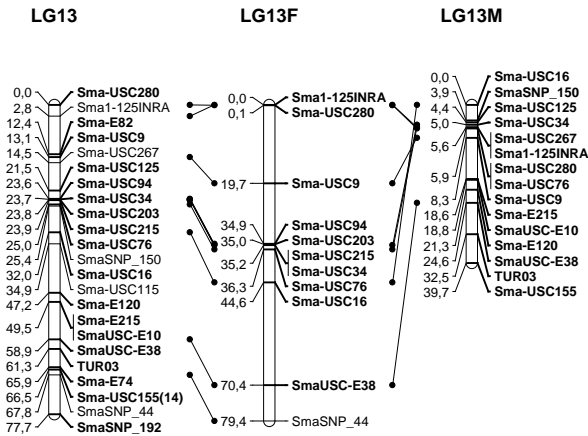 LG13
0,0 Sma-USC280
2,8 Sma1-125INRA
12,4 Sma-E82
13,1 Sma-USC9
14,5 Sma-USC267
21,5 Sma-USC125
23,6 Sma-USC94
23,7 Sma-USC34
23,8 Sma-USC203
23,9 Sma-USC215
25,0 Sma-USC76
25,4 SmaSNP_150
32,0 Sma-USC16
34,9 Sma-USC115
47,2 Sma-E120
49,5 Sma-E215
SmaUSC-E10
58,9 SmaUSC-E38
61,3 TUR03
65,9 Sma-E74
66,5 Sma-USC155(14)
67,8 SmaSNP_44
77,7 SmaSNP_192
LG13F
0,0 Sma1-125INRA
0,1 Sma-USC280
19,7 Sma-USC9
34,9 Sma-USC94
35,0 Sma-USC203
35,2 Sma-USC215
Sma-USC34
36,3 Sma-USC76
44,6 Sma-USC16
70,4 SmaUSC-E38
79,4 SmaSNP_44
LG13M
0,0 Sma-USC16
3,9 SmaSNP_150
4,4 Sma-USC125
5,0 Sma-USC34
5,6 Sma-USC267
Sma1-125INRA
5,9 Sma-USC280
Sma-USC76
8,3 Sma-USC9
18,6 Sma-E215
18,8 SmaUSC-E10
21,3 Sma-E120
24,6 SmaUSC-E38
32,5 TUR03
39,7 Sma-USC155